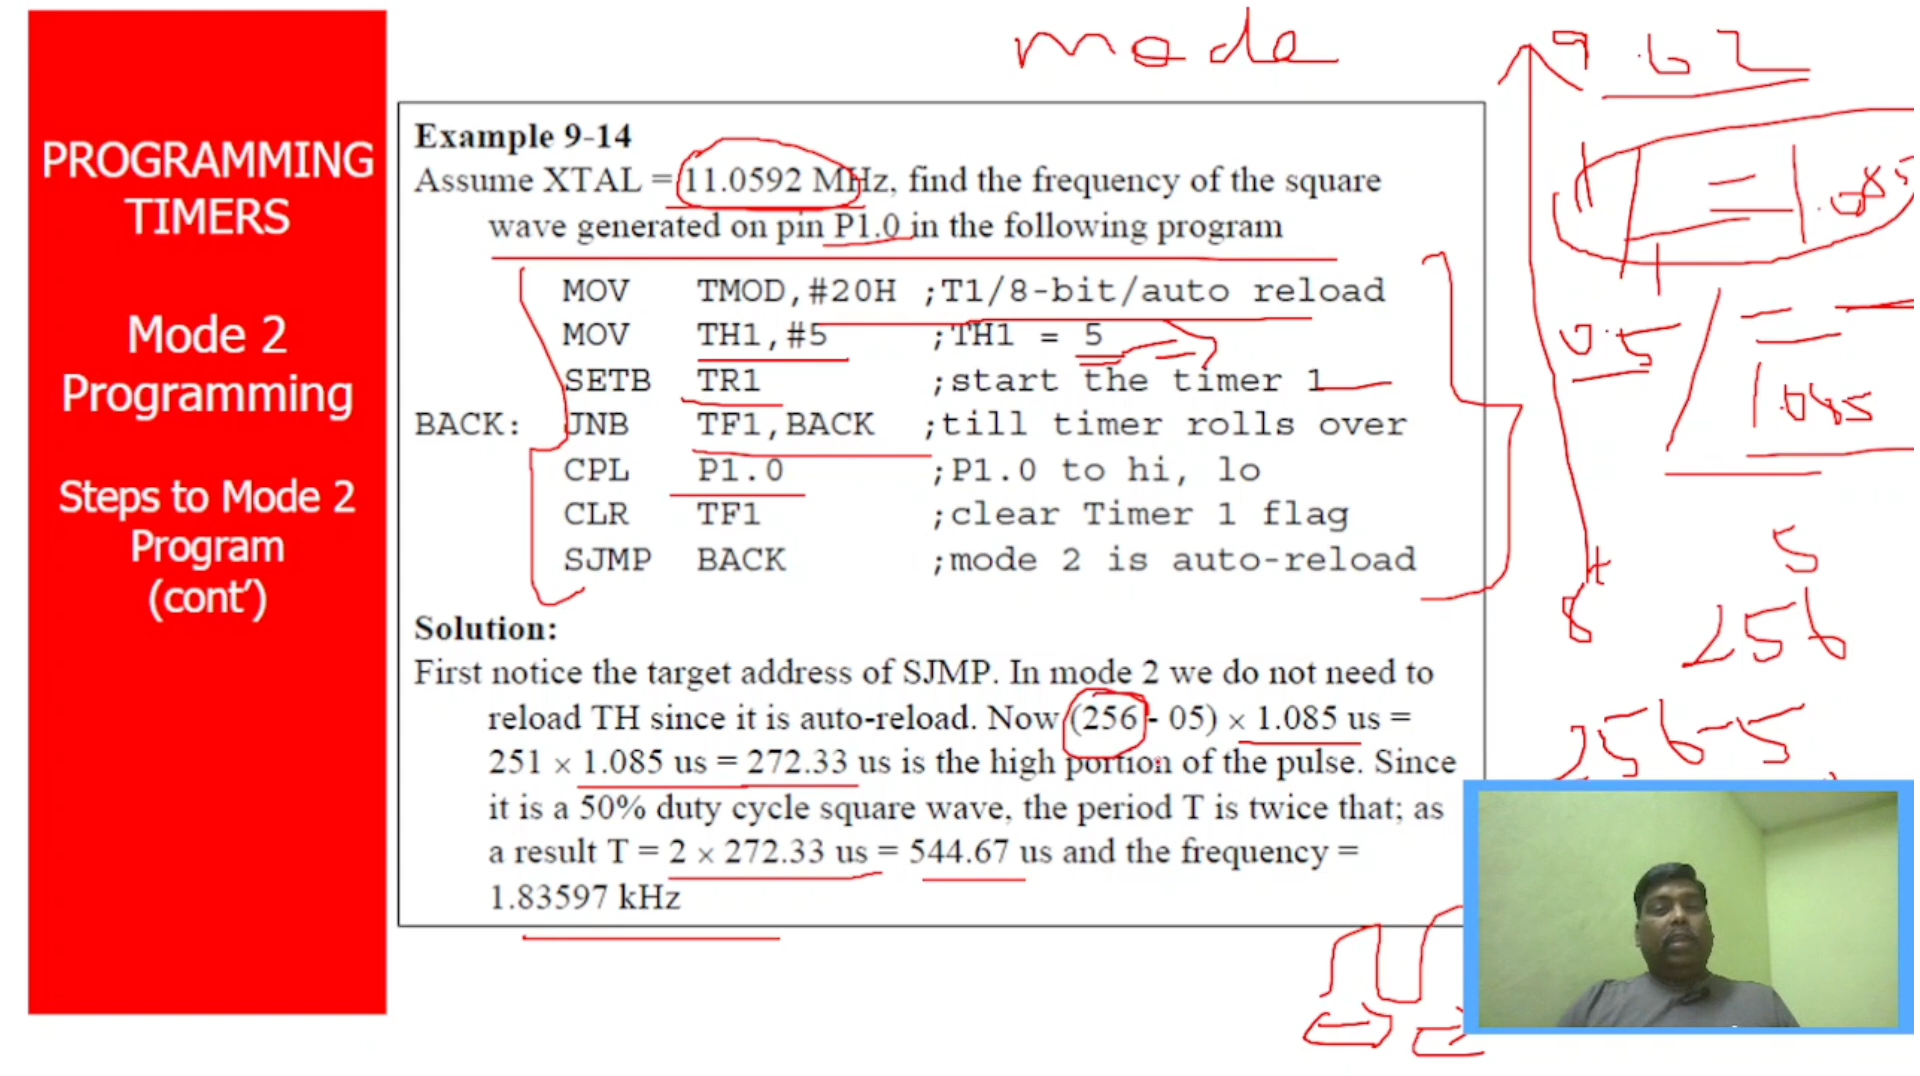 PROGRAMMING
TIMERS
Mode 2
Programming
Steps to Mode 2
Program
(cont’)
mode
Example 9-14
Assume XTAL = 11.0592 MHz, find the frequency of the square
wave generated on pin P1.0 in the following program
MOV TMOD,#20H ;T1/8-bit/auto reload
MOV TH1,#5 ;TH1 = 5
SETB TR1 ;start the timer 1
BACK: JNB TF1,BACK ;till timer rolls over
CPL P1.0 ;P1.0 to hi, lo
CLR TF1 ;clear Timer 1 flag
SJMP BACK ;mode 2 is auto-reload
Solution:
First notice the target address of SJMP. In mode 2 we do not need to
reload TH since it is auto-reload. Now (256 - 05) × 1.085 us =
251 × 1.085 us = 272.33 us is the high portion of the pulse. Since
it is a 50% duty cycle square wave, the period T is twice that; as
a result T = 2 × 272.33 us = 544.67 us and the frequency =
1.83597 kHz
1.085
5
256
256-5